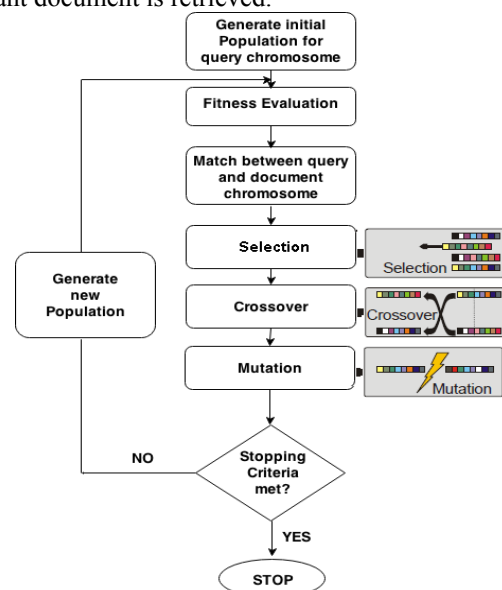 ant document is retrieved.
Generate initial
Population for
query chromosome
Fitness Evaluation
Match between query
and document
chromosome
Selection
Selection
Generate
new
Population
Crossover
Crossover
Mutation
Mutation
NO
Stopping
Criteria
met?
YES
STOP